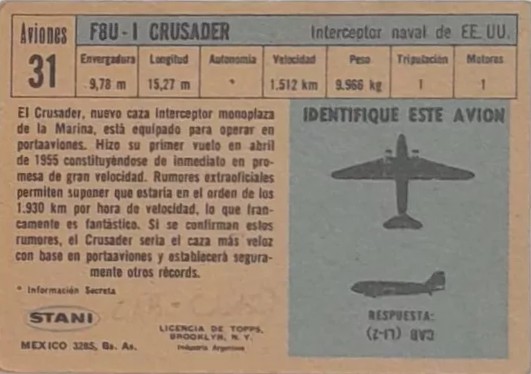 Aviones
31
F8U-1 CRUSADER
Interceptor naval de EE. UU.
Envergadura Longitud Autonomía Velocidad Peso Tripulación Motores
9,78 m 15,27 m * 1.512 km 9.966 kg 1 1
El Crusader, nuevo caza interceptor monoplaza
de la Marina, está equipado para operar en
portaaviones. Hizo su primer vuelo en abril
de 1955 constituyéndose de inmediato en pro-
mesa de gran velocidad. Rumores extraoficiales
permiten suponer que estaría en el orden de los
1.930 km por hora de velocidad, lo que fran-
camente es fantástico. Si se confirman estos
rumores, el Crusader sería el caza más veloz
con base en portaaviones y establecerá segura-
mente otros récords.
* Información Secreta
STANI
MEXICO 3285, Bs. As.
LICENCIA DE TOPPS,
BROOKLYN, N. Y.
Industria Argentina
IDENTIFIQUE ESTE AVION
RESPUESTA:
CAB (LI-2)